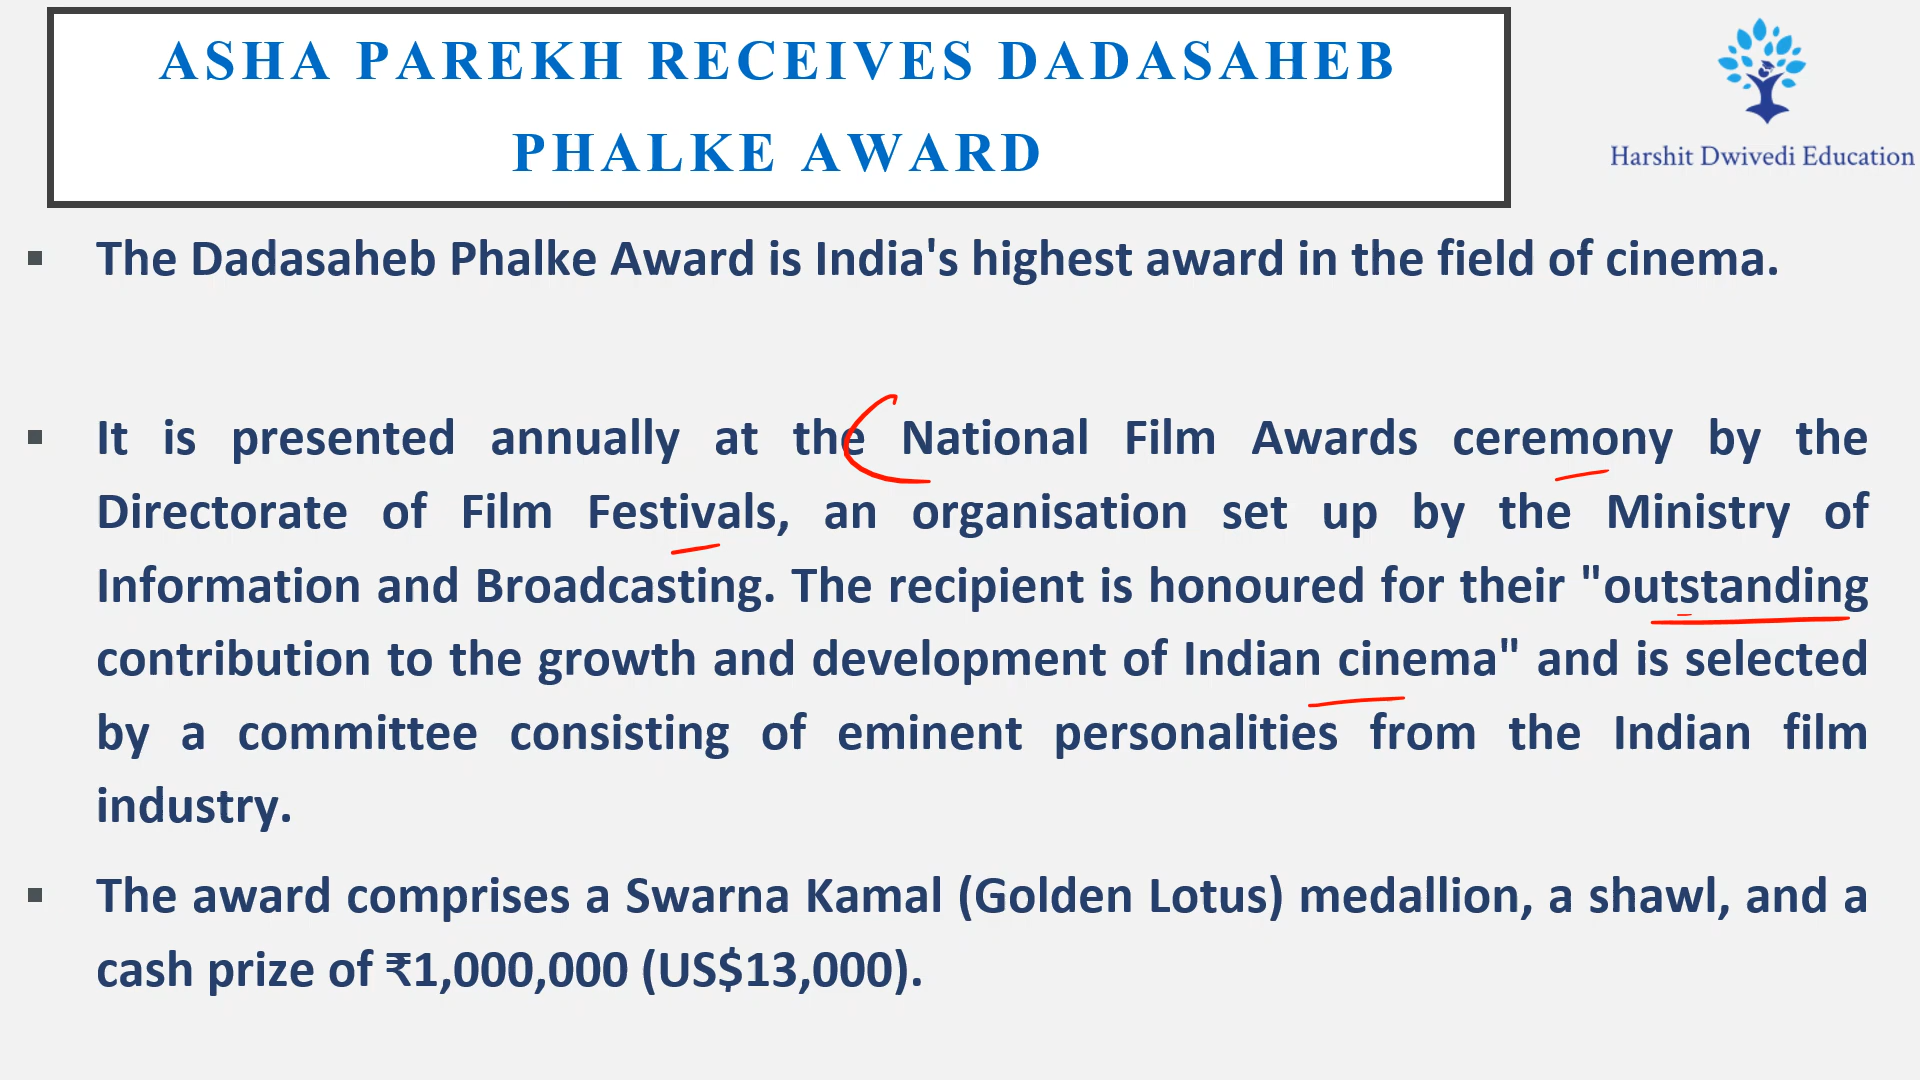 ASHA PAREKH RECEIVES DADASAHEB
PHALKE AWARD
Harshit Dwivedi Education
▪ The Dadasaheb Phalke Award is India's highest award in the field of cinema.
▪ It is presented annually at the National Film Awards ceremony by the
Directorate of Film Festivals, an organisation set up by the Ministry of
Information and Broadcasting. The recipient is honoured for their "outstanding
contribution to the growth and development of Indian cinema" and is selected
by a committee consisting of eminent personalities from the Indian film
industry.
▪ The award comprises a Swarna Kamal (Golden Lotus) medallion, a shawl, and a
cash prize of ₹1,000,000 (US$13,000).